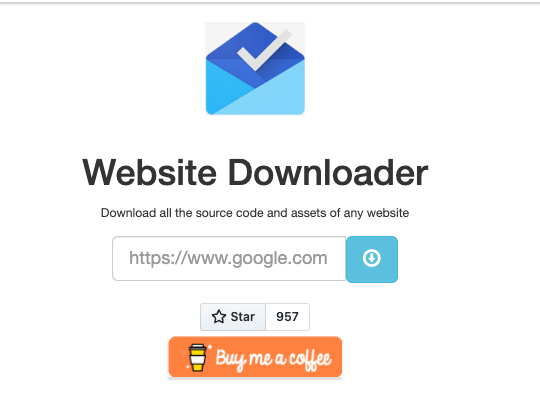 Website Downloader
Download all the source code and assets of any website
https://www.google.com
Star 957
Buy me a coffee